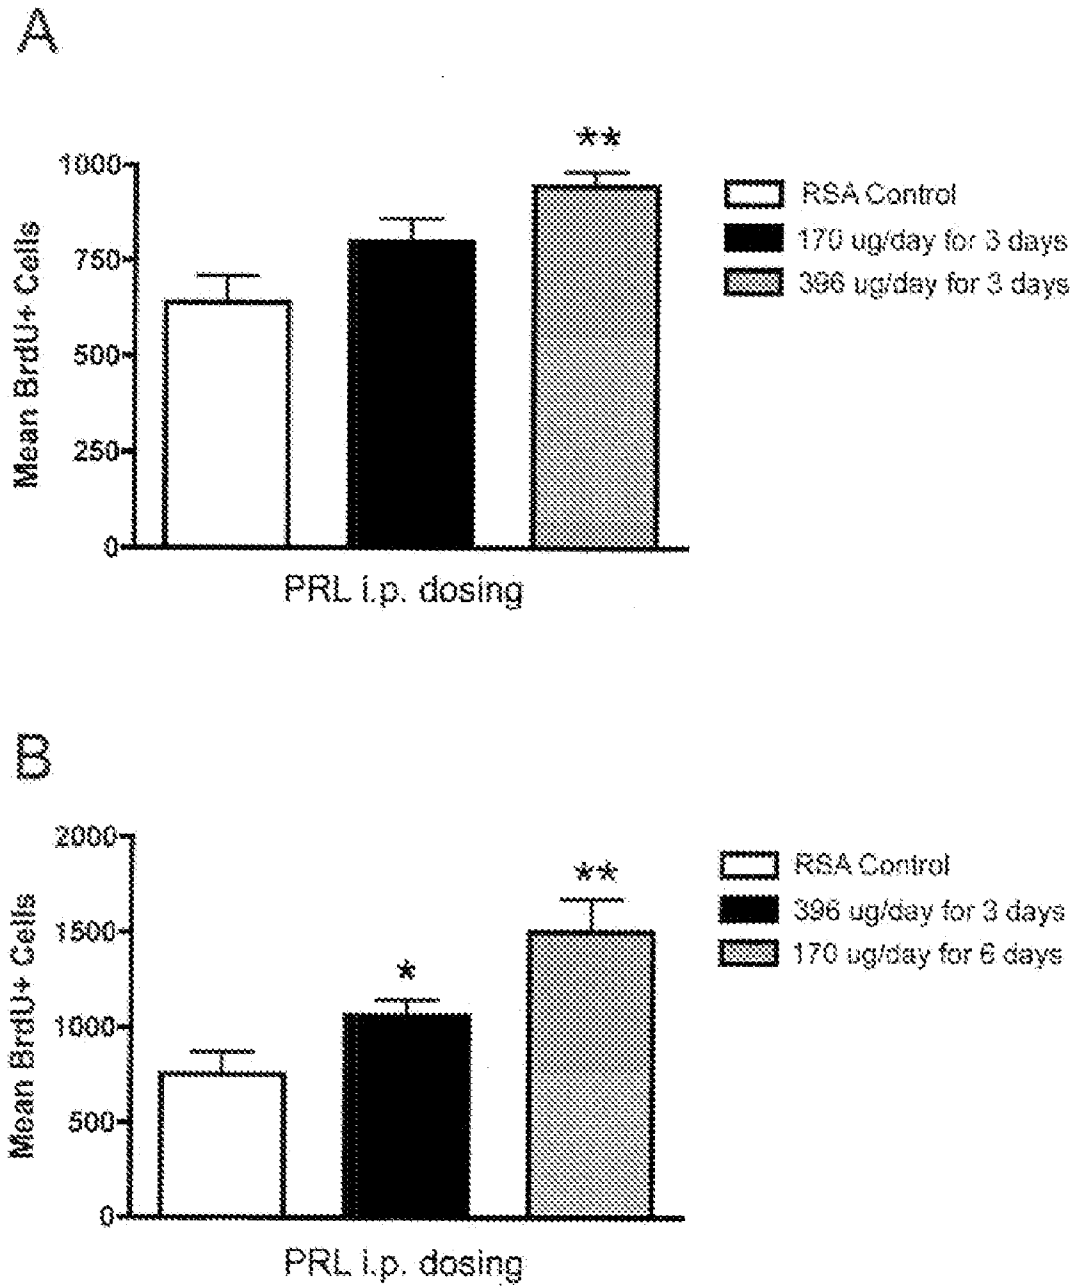 A
**
1000
750
500
250
0
Mean BrdU+ Cells
RSA Control
170 ug/day for days
396 ug/day for 3 days
PRL i.p. dosing
B
**
*
2000
1500
1000
500
0
Mean BrdU+ Cells
RSA Control
396 ug/day for 3 days
170 ug/day for 6 days
PRL i.p. dosing